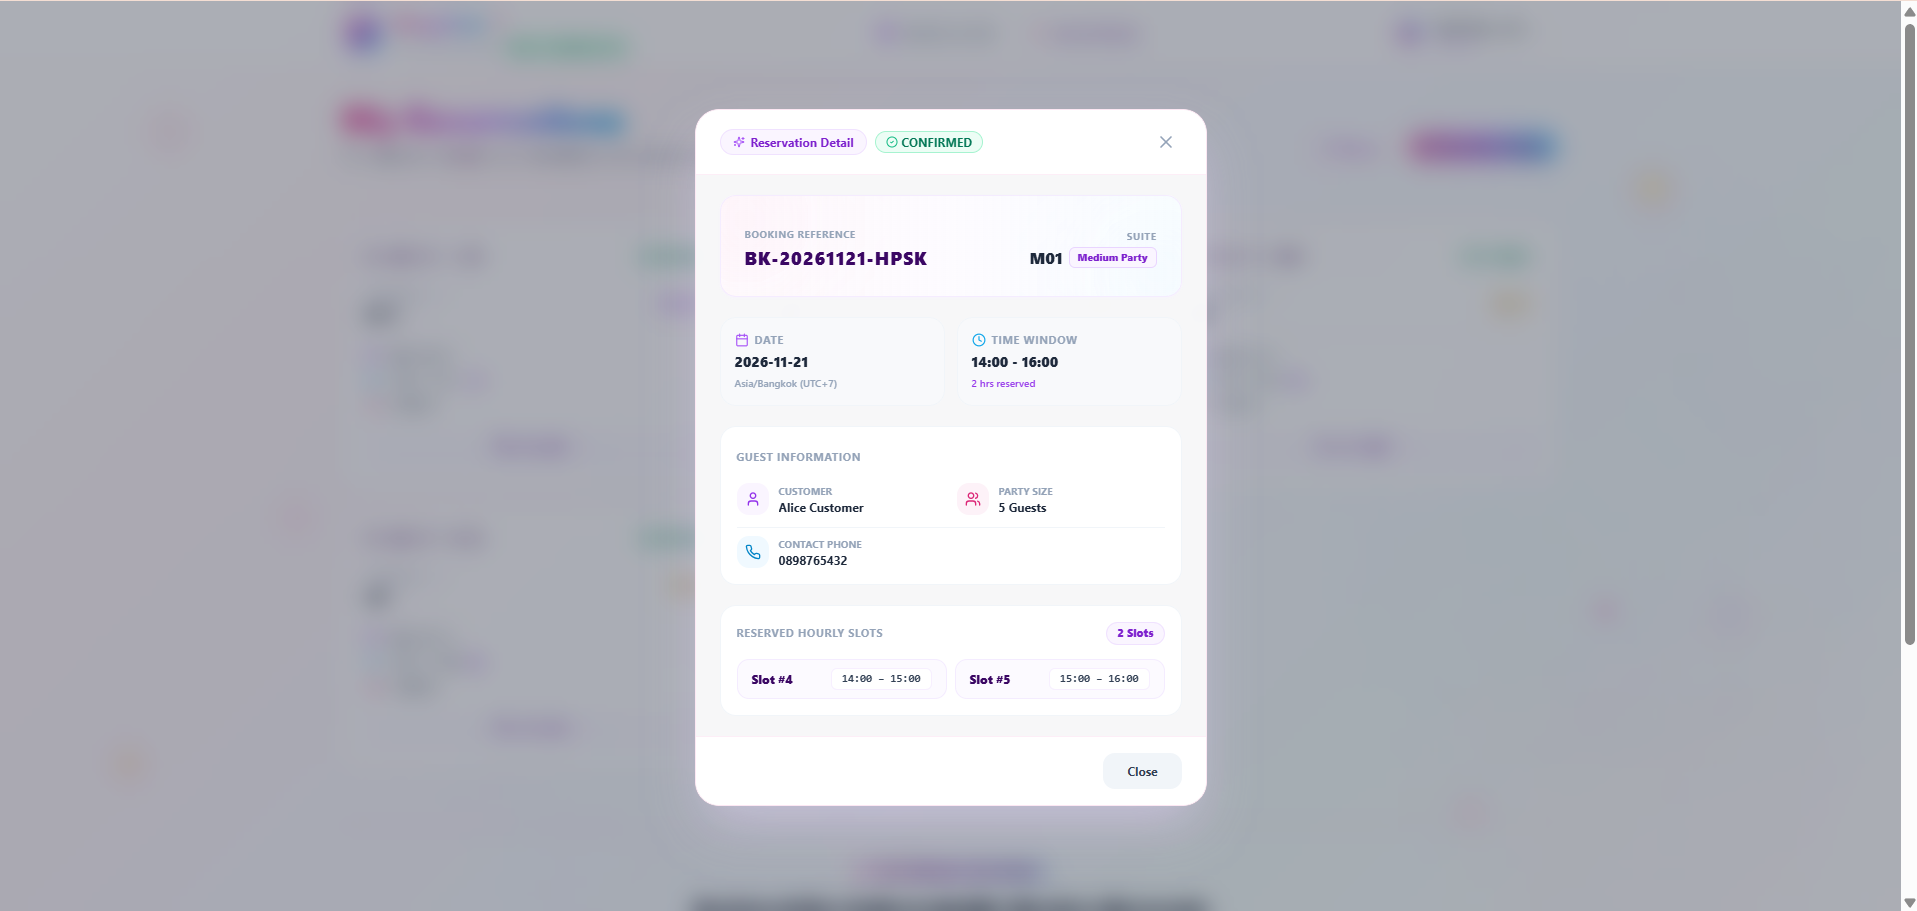 Reservation Detail
CONFIRMED
BOOKING REFERENCE
BK-20261121-HPSK
SUITE
M01 Medium Party
DATE
2026-11-21
Asia/Bangkok (UTC+7)
TIME WINDOW
14:00 - 16:00
2 hrs reserved
GUEST INFORMATION
CUSTOMER
Alice Customer
PARTY SIZE
5 Guests
CONTACT PHONE
0898765432
RESERVED HOURLY SLOTS
2 Slots
Slot #4 14:00 – 15:00
Slot #5 15:00 – 16:00
Close